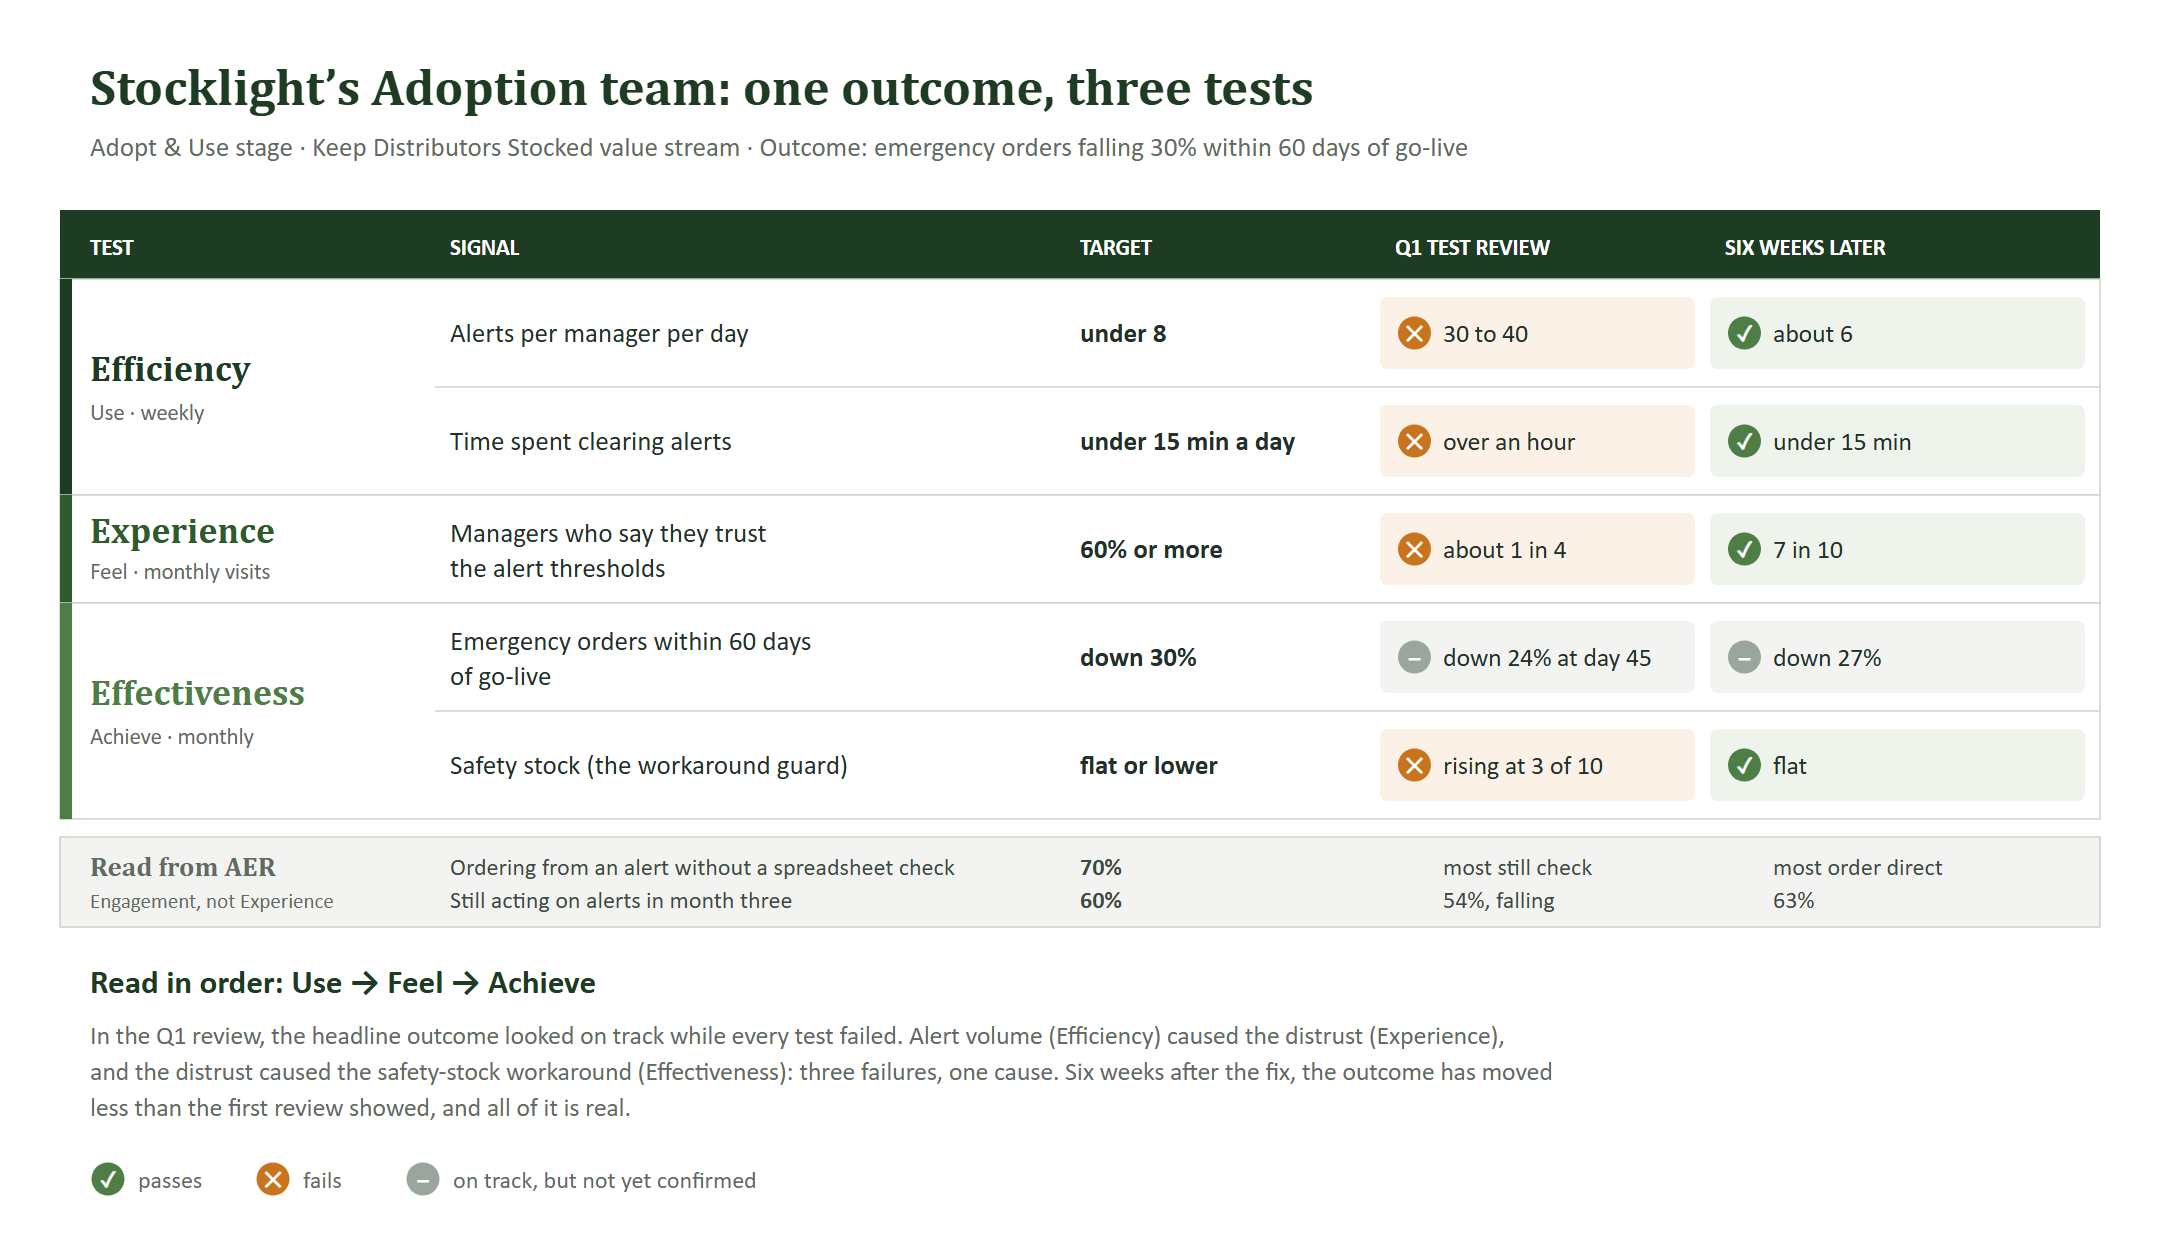 Stocklight’s Adoption team: one outcome, three tests
Adopt & Use stage · Keep Distributors Stocked value stream · Outcome: emergency orders falling 30% within 60 days of go-live
TEST SIGNAL TARGET Q1 TEST REVIEW SIX WEEKS LATER
Efficiency
Use · weekly
Alerts per manager per day under 8 30 to 40 about 6
Time spent clearing alerts under 15 min a day over an hour under 15 min
Experience
Feel · monthly visits
Managers who say they trust
the alert thresholds
60% or more about 1 in 4 7 in 10
Effectiveness
Achieve · monthly
Emergency orders within 60 days
of go-live
down 30% down 24% at day 45 down 27%
Safety stock (the workaround guard) flat or lower rising at 3 of 10 flat
Read from AER
Engagement, not Experience
Ordering from an alert without a spreadsheet check 70% most still check most order direct
Still acting on alerts in month three 60% 54%, falling 63%
Read in order: Use → Feel → Achieve
In the Q1 review, the headline outcome looked on track while every test failed. Alert volume (Efficiency) caused the distrust (Experience),
and the distrust caused the safety-stock workaround (Effectiveness): three failures, one cause. Six weeks after the fix, the outcome has moved
less than the first review showed, and all of it is real.
passes fails on track, but not yet confirmed